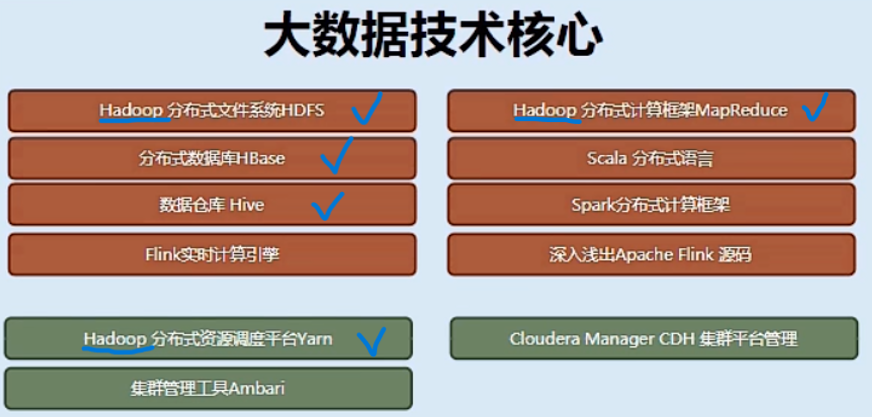 大数据技术核心
Hadoop 分布式文件系统HDFS
Hadoop 分布式计算框架MapReduce
分布式数据库HBase
Scala 分布式语言
数据仓库 Hive
Spark分布式计算框架
Flink实时计算引擎
深入浅出Apache Flink 源码
Hadoop 分布式资源调度平台Yarn
Cloudera Manager CDH 集群平台管理
集群管理工具Ambari